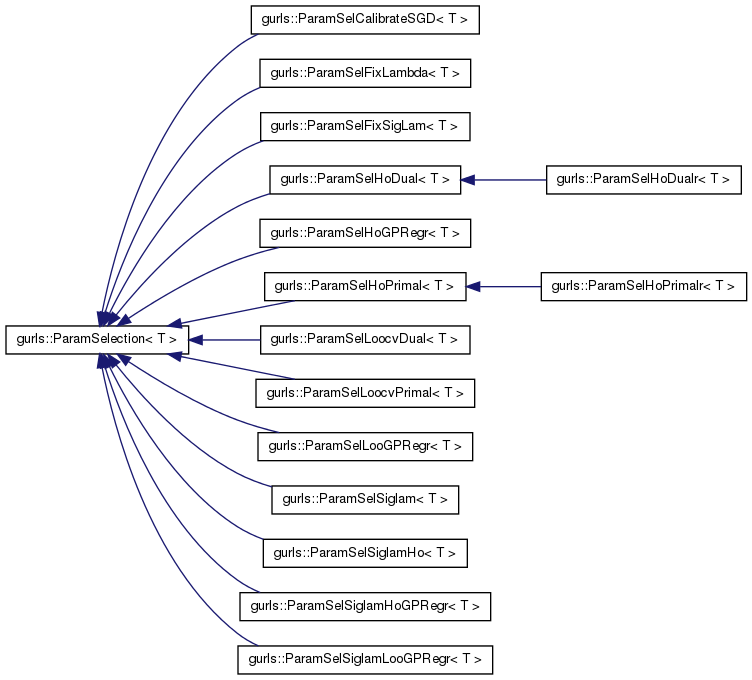 gurls::ParamSelCalibrateSGD< T >
gurls::ParamSelFixLambda< T >
gurls::ParamSelFixSigLam< T >
gurls::ParamSelHoDual< T >
gurls::ParamSelHoDualr< T >
gurls::ParamSelHoGPRegr< T >
gurls::ParamSelHoPrimal< T >
gurls::ParamSelHoPrimalr< T >
gurls::ParamSelection< T >
gurls::ParamSelLoocvDual< T >
gurls::ParamSelLoocvPrimal< T >
gurls::ParamSelLooGPRegr< T >
gurls::ParamSelSiglam< T >
gurls::ParamSelSiglamHo< T >
gurls::ParamSelSiglamHoGPRegr< T >
gurls::ParamSelSiglamLooGPRegr< T >